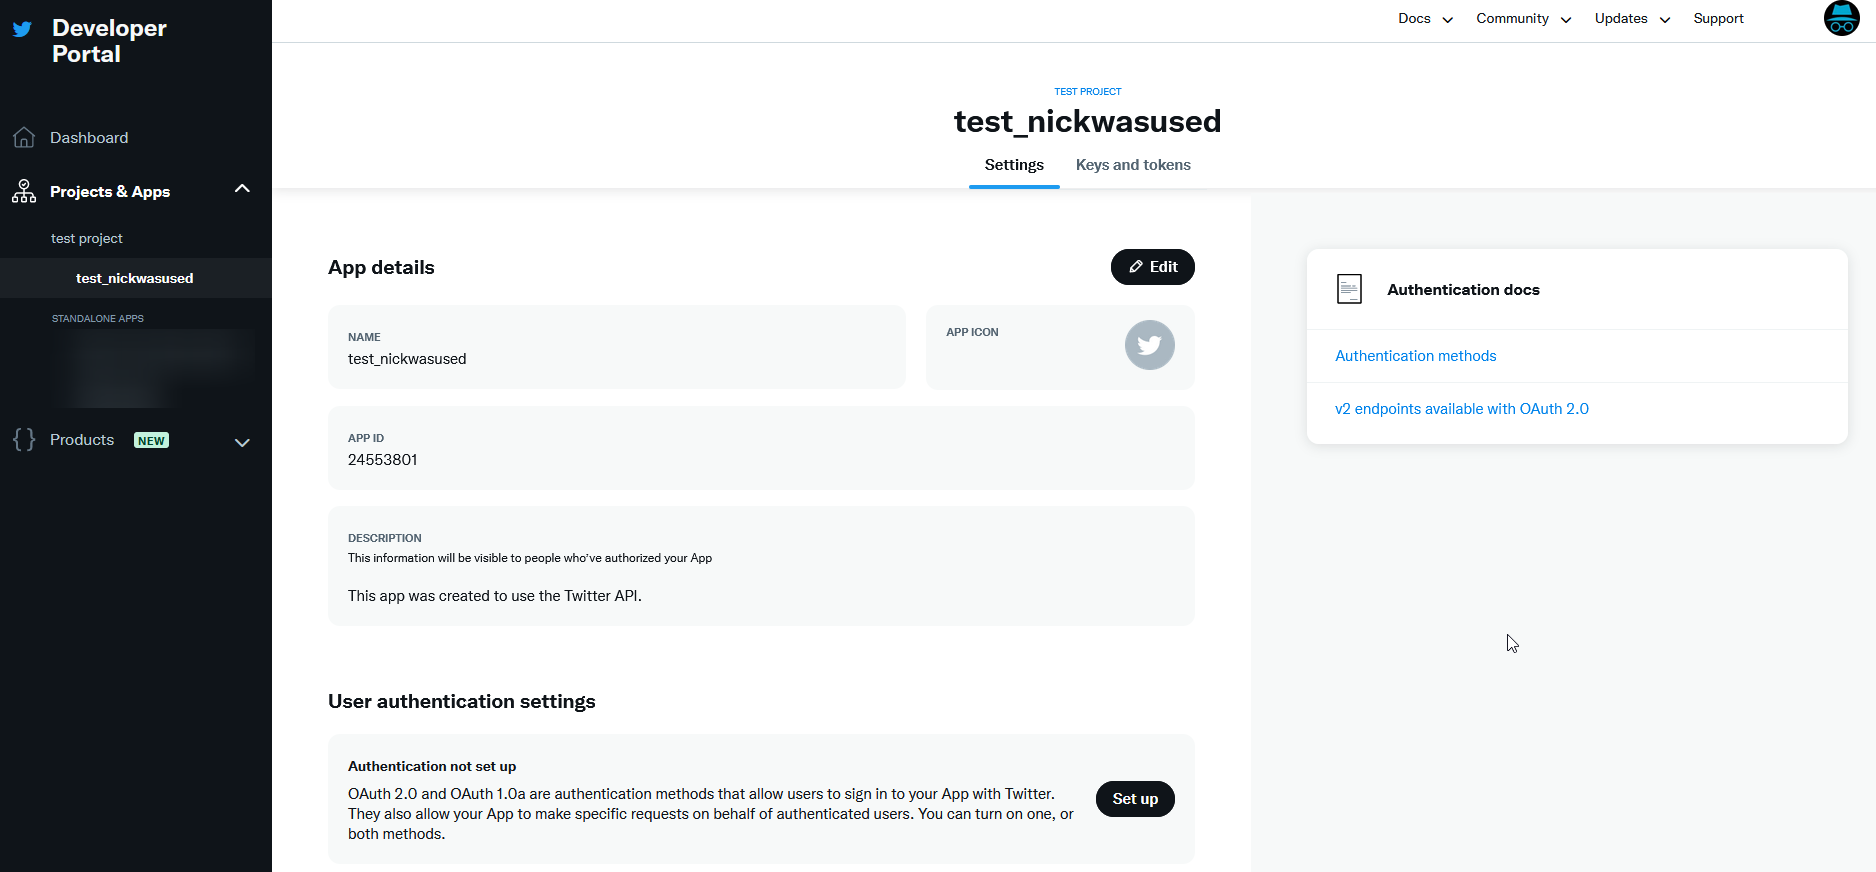 Developer
Portal
Docs
Community
Updates
Support
Dashboard
Projects & Apps
test project
test_nickwasused
STANDALONE APPS
Products
NEW
TEST PROJECT
test_nickwasused
Settings
Keys and tokens
App details
Edit
NAME
test_nickwasused
APP ICON
APP ID
24553801
DESCRIPTION
This information will be visible to people who've authorized your App
This app was created to use the Twitter API.
User authentication settings
Authentication not set up
OAuth 2.0 and OAuth 1.0a are authentication methods that allow users to sign in to your App with Twitter.
They also allow your App to make specific requests on behalf of authenticated users. You can turn on one, or
both methods.
Set up
Authentication docs
Authentication methods
v2 endpoints available with OAuth 2.0